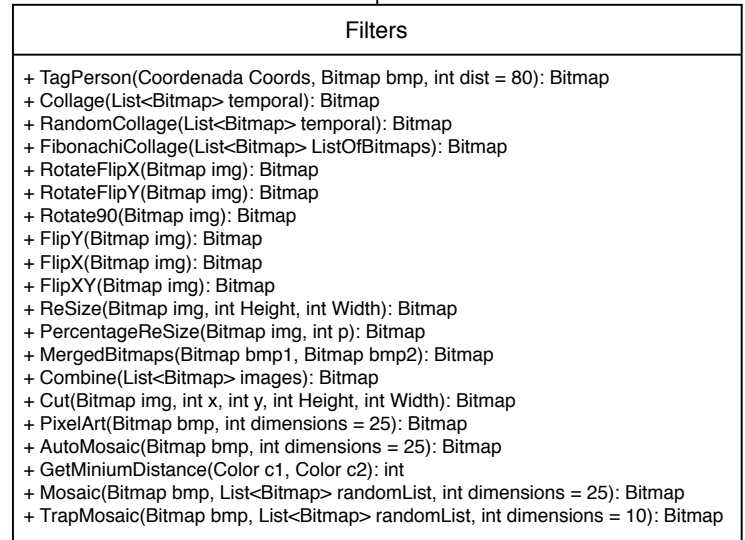 Filters
+ TagPerson(Coordenada Coords, Bitmap bmp, int dist = 80): Bitmap
+ Collage(List<Bitmap> temporal): Bitmap
+ RandomCollage(List<Bitmap> temporal): Bitmap
+ FibonachiCollage(List<Bitmap> ListOfBitmaps): Bitmap
+ RotateFlipX(Bitmap img): Bitmap
+ RotateFlipY(Bitmap img): Bitmap
+ Rotate90(Bitmap img): Bitmap
+ FlipY(Bitmap img): Bitmap
+ FlipX(Bitmap img): Bitmap
+ FlipXY(Bitmap img): Bitmap
+ ReSize(Bitmap img, int Height, int Width): Bitmap
+ PercentageReSize(Bitmap img, int p): Bitmap
+ MergedBitmaps(Bitmap bmp1, Bitmap bmp2): Bitmap
+ Combine(List<Bitmap> images): Bitmap
+ Cut(Bitmap img, int x, int y, int Height, int Width): Bitmap
+ PixelArt(Bitmap bmp, int dimensions = 25): Bitmap
+ AutoMosaic(Bitmap bmp, int dimensions = 25): Bitmap
+ GetMiniumDistance(Color c1, Color c2): int
+ Mosaic(Bitmap bmp, List<Bitmap> randomList, int dimensions = 25): Bitmap
+ TrapMosaic(Bitmap bmp, List<Bitmap> randomList, int dimensions = 10): Bitmap